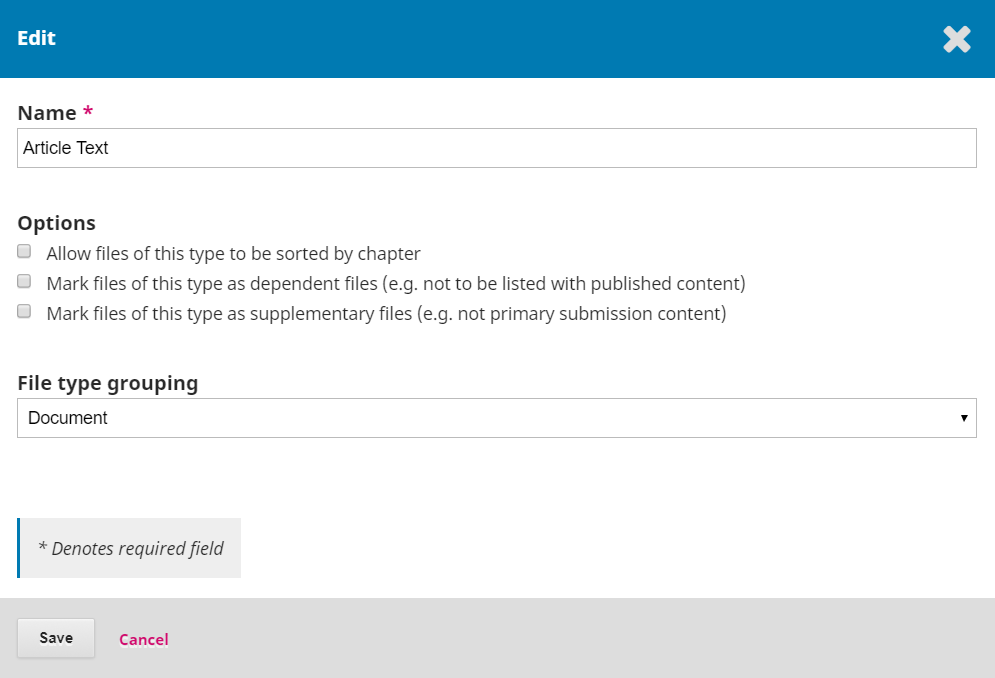 Edit
Name *
Article Text
Options
Allow files of this type to be sorted by chapter
Mark files of this type as dependent files (e.g. not to be listed with published content)
Mark files of this type as supplementary files (e.g. not primary submission content)
File type grouping
Document
* Denotes required field
Save Cancel